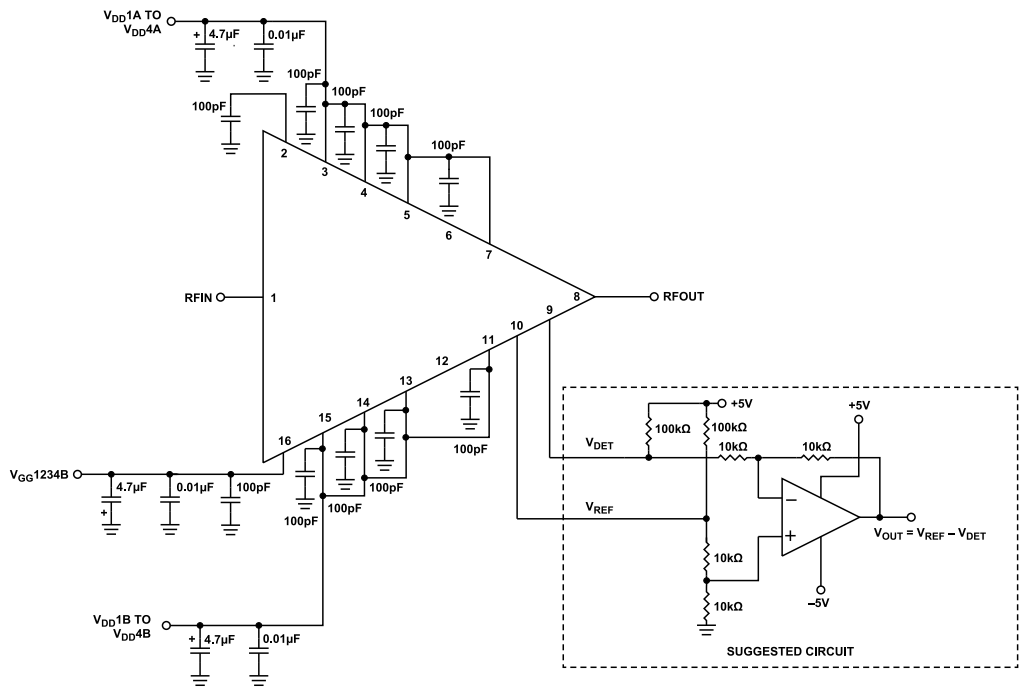 VDD1A TO
VDD4A
4.7µF
0.01µF
+
100pF
100pF
100pF
100pF
100pF
2
3
4
5
6
7
RFIN
1
8
RFOUT
9
10
11
12
13
14
15
16
VGG1234B
4.7µF
0.01µF
100pF
+
100pF
100pF
100pF
100pF
VDD1B TO
VDD4B
+
4.7µF
0.01µF
+5V
+5V
100kΩ
100kΩ
VDET
10kΩ
10kΩ
−
VREF
+
VOUT = VREF – VDET
10kΩ
–5V
10kΩ
SUGGESTED CIRCUIT